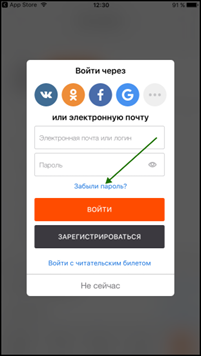 App Store 12:30 91 %
Войти через
или электронную почту
Электронная почта или логин
Пароль
Забыли пароль?
ВОЙТИ
ЗАРЕГИСТРИРОВАТЬСЯ
Войти с читательским билетом
Не сейчас